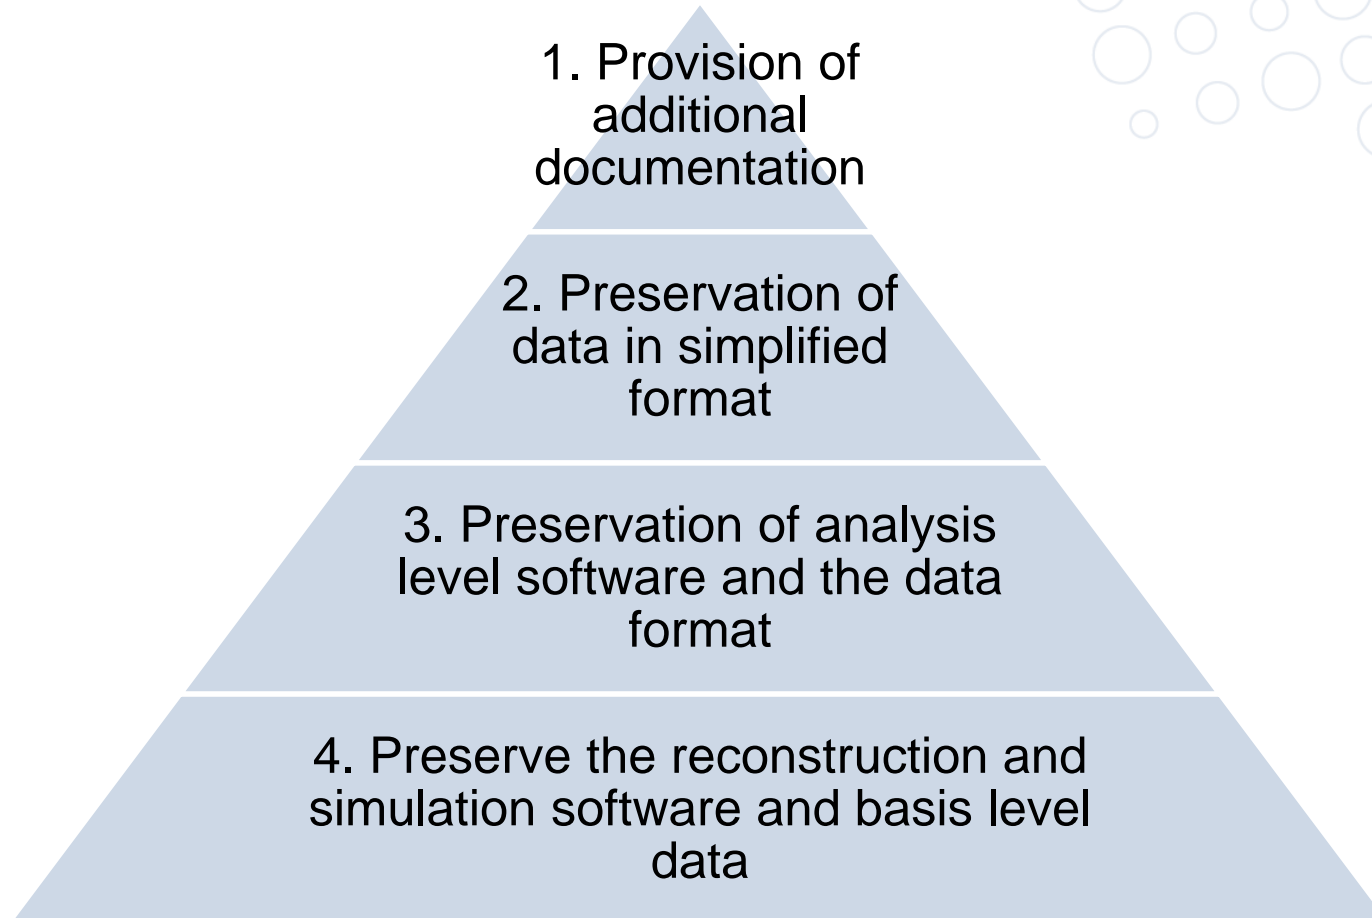 1. Provision of
additional
documentation
2. Preservation of
data in simplified
format
3. Preservation of analysis
level software and the data
format
4. Preserve the reconstruction and
simulation software and basis level
data